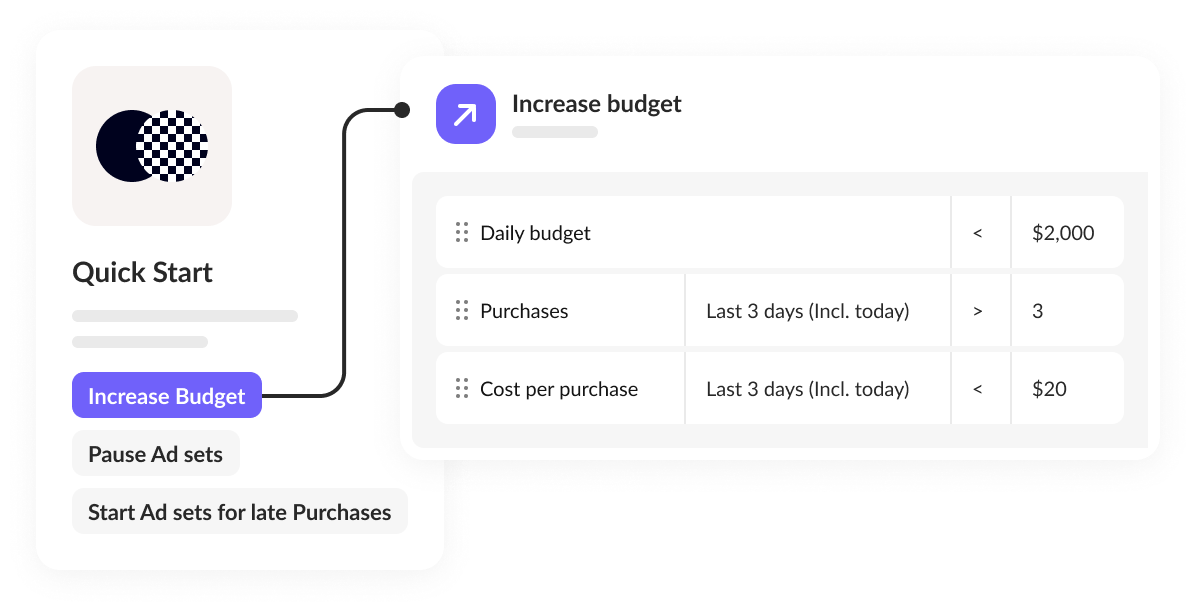 Quick Start
Increase Budget
Pause Ad sets
Start Ad sets for late Purchases
Increase budget
Daily budget < $2,000
Purchases Last 3 days (Incl. today) > 3
Cost per purchase Last 3 days (Incl. today) < $20